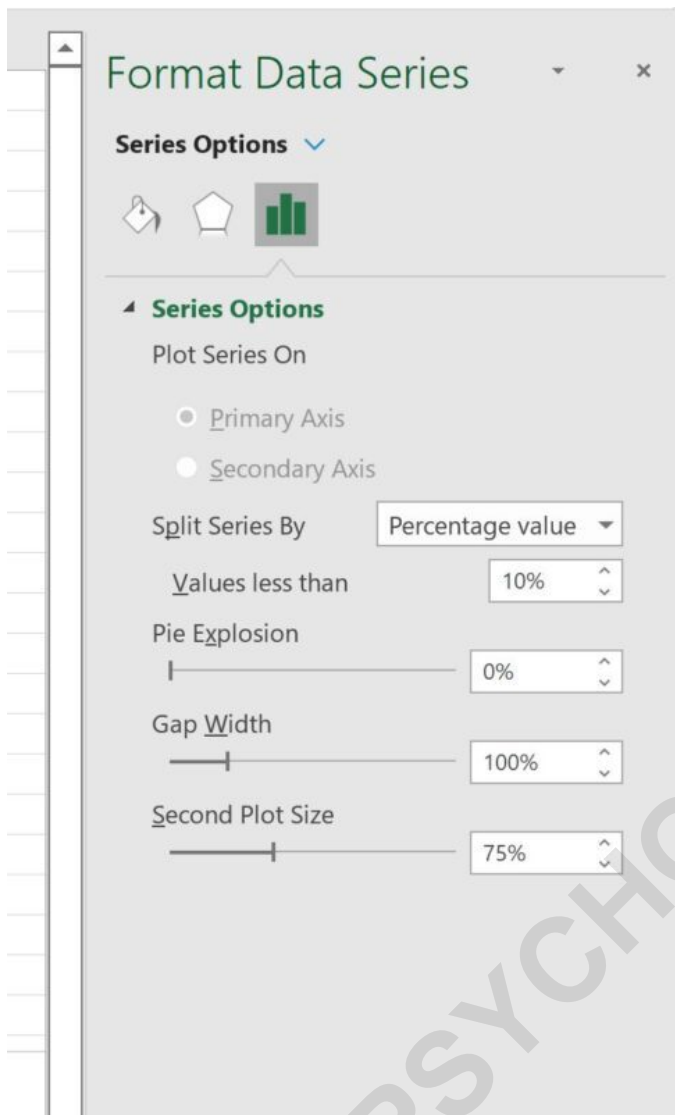 Format Data Series
Series Options
Series Options
Plot Series On
Primary Axis
Secondary Axis
Split Series By Percentage value
Values less than 10%
Pie Explosion
0%
Gap Width
100%
Second Plot Size
75%
PSYCHO